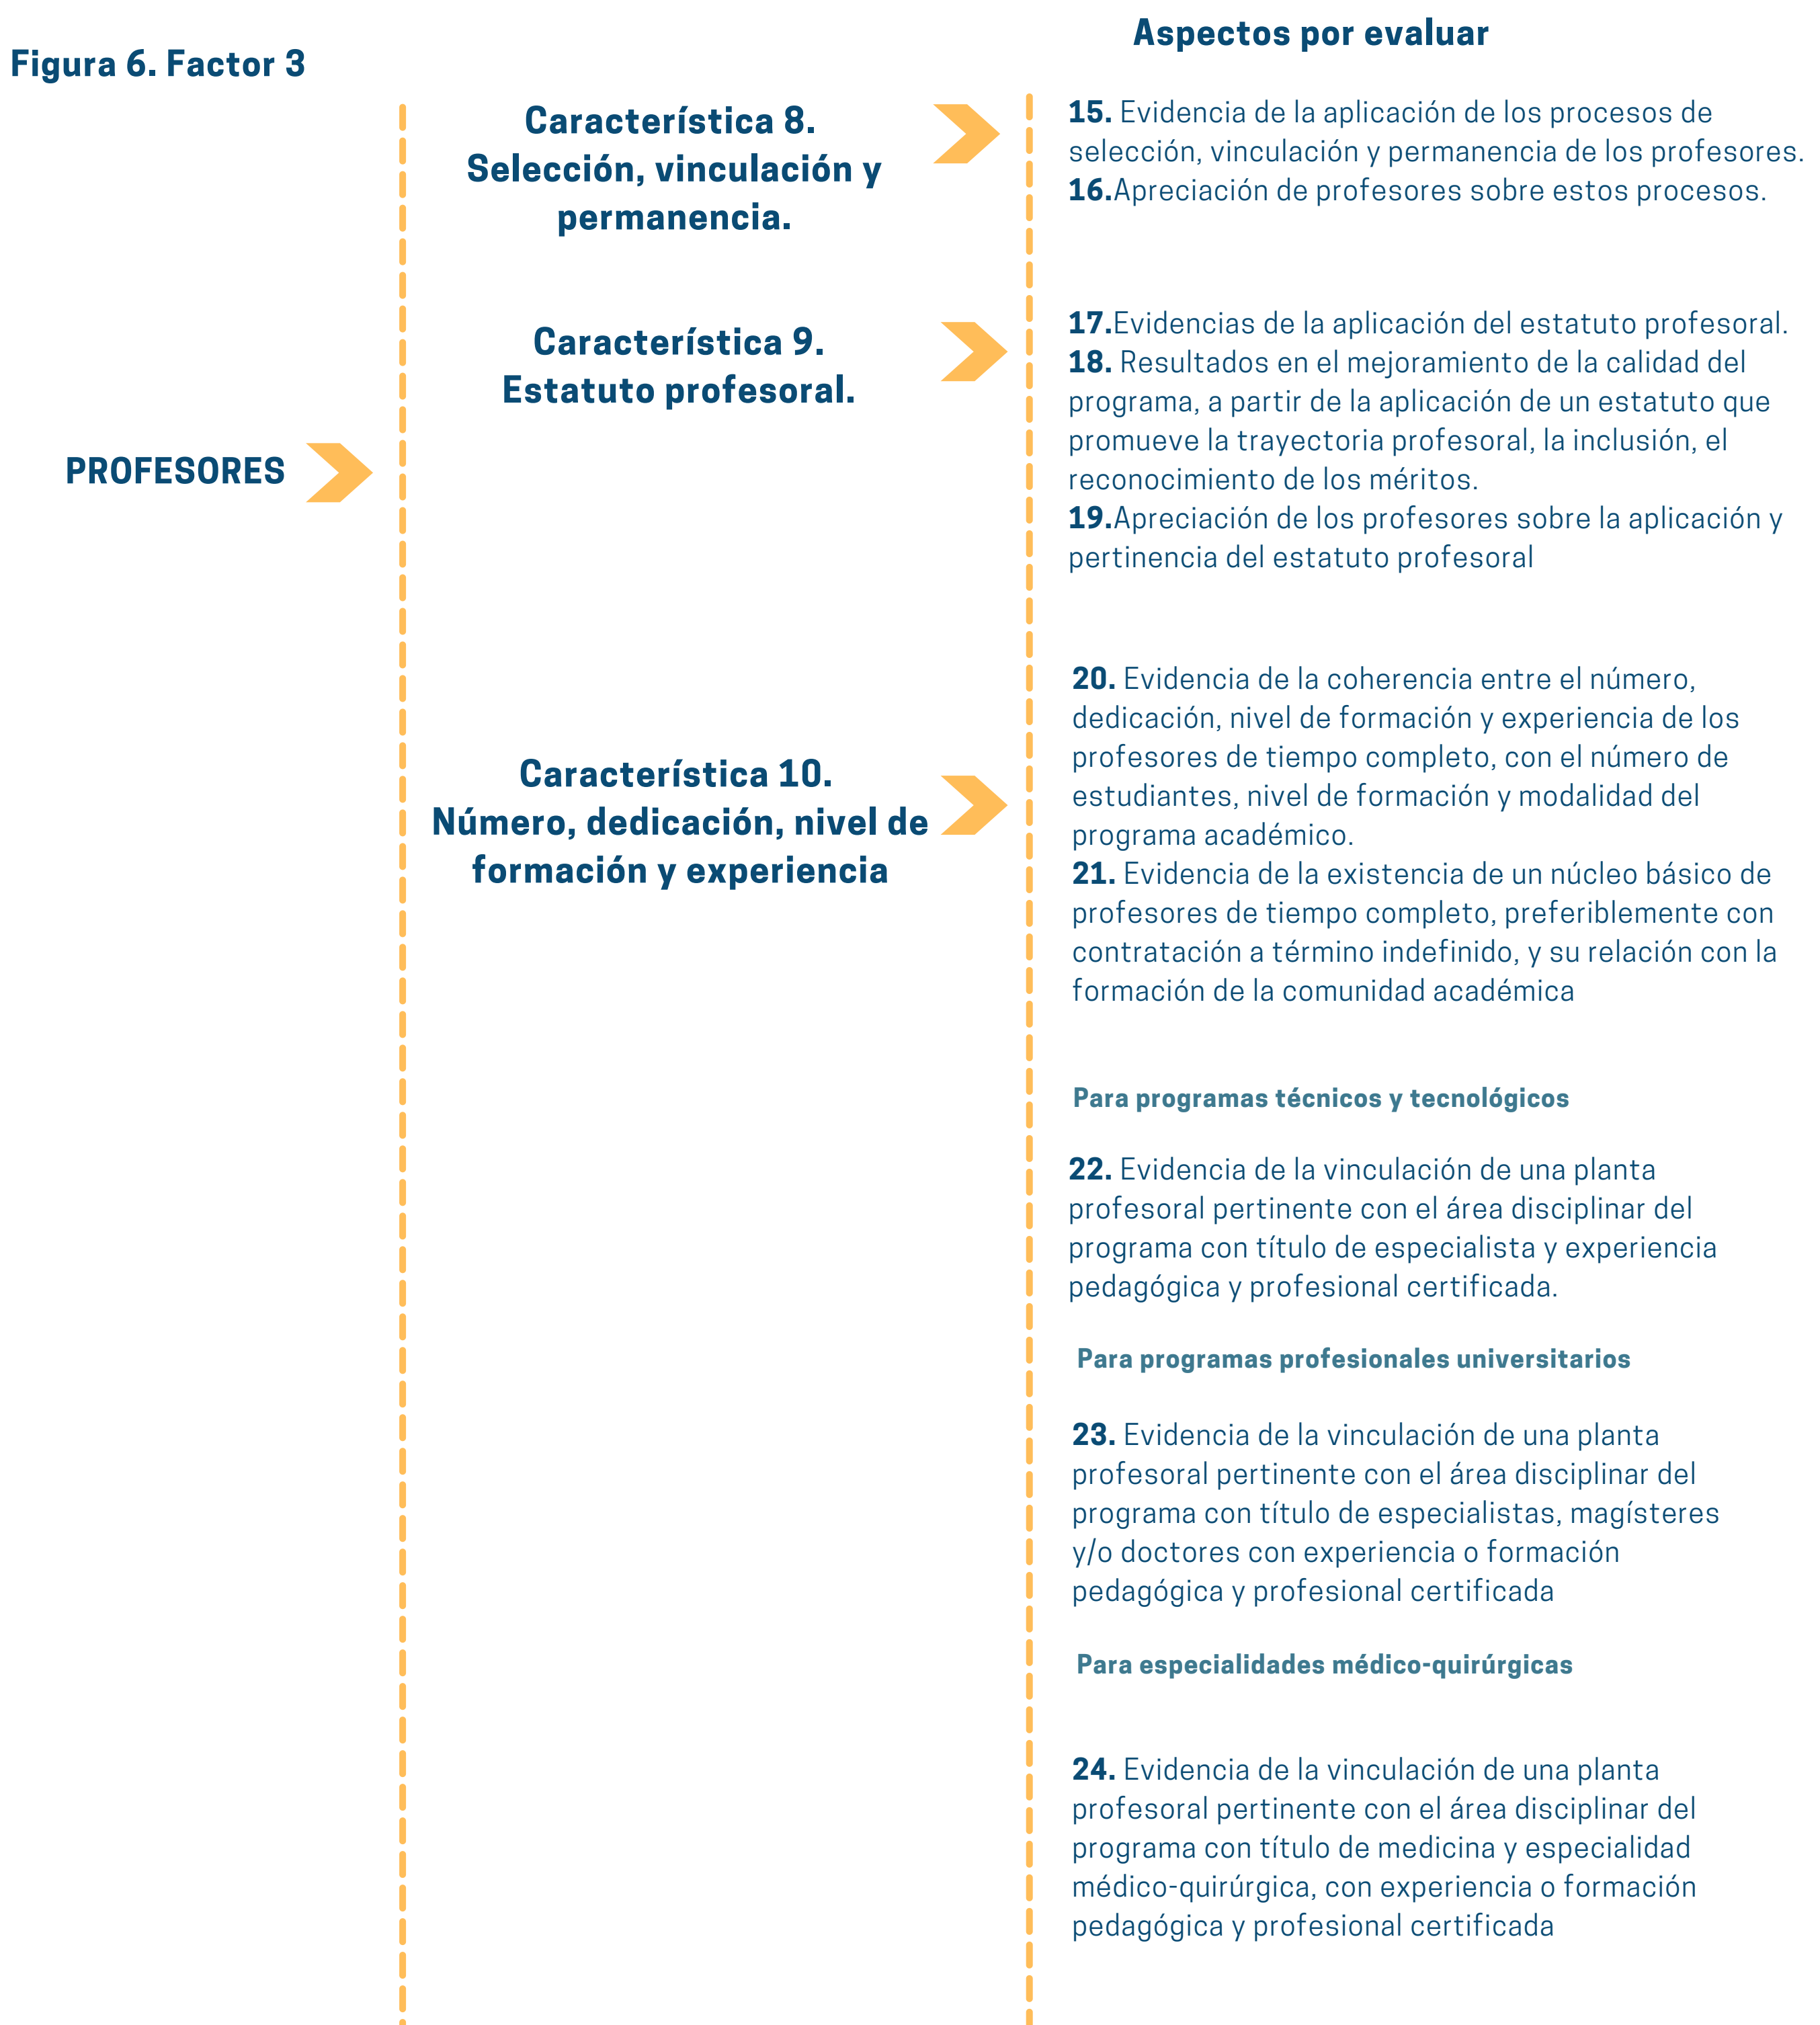 Figura 6. Factor 3
Aspectos por evaluar
PROFESORES
Característica 8.
Selección, vinculación y
permanencia.
15. Evidencia de la aplicación de los procesos de
selección, vinculación y permanencia de los profesores.
16.Apreciación de profesores sobre estos procesos.
Característica 9.
Estatuto profesoral.
17.Evidencias de la aplicación del estatuto profesoral.
18. Resultados en el mejoramiento de la calidad del
programa, a partir de la aplicación de un estatuto que
promueve la trayectoria profesoral, la inclusión, el
reconocimiento de los méritos.
19.Apreciación de los profesores sobre la aplicación y
pertinencia del estatuto profesoral
Característica 10.
Número, dedicación, nivel de
formación y experiencia
20. Evidencia de la coherencia entre el número,
dedicación, nivel de formación y experiencia de los
profesores de tiempo completo, con el número de
estudiantes, nivel de formación y modalidad del
programa académico.
21. Evidencia de la existencia de un núcleo básico de
profesores de tiempo completo, preferiblemente con
contratación a término indefinido, y su relación con la
formación de la comunidad académica
Para programas técnicos y tecnológicos
22. Evidencia de la vinculación de una planta
profesoral pertinente con el área disciplinar del
programa con título de especialista y experiencia
pedagógica y profesional certificada.
Para programas profesionales universitarios
23. Evidencia de la vinculación de una planta
profesoral pertinente con el área disciplinar del
programa con título de especialistas, magísteres
y/o doctores con experiencia o formación
pedagógica y profesional certificada
Para especialidades médico-quirúrgicas
24. Evidencia de la vinculación de una planta
profesoral pertinente con el área disciplinar del
programa con título de medicina y especialidad
médico-quirúrgica, con experiencia o formación
pedagógica y profesional certificada